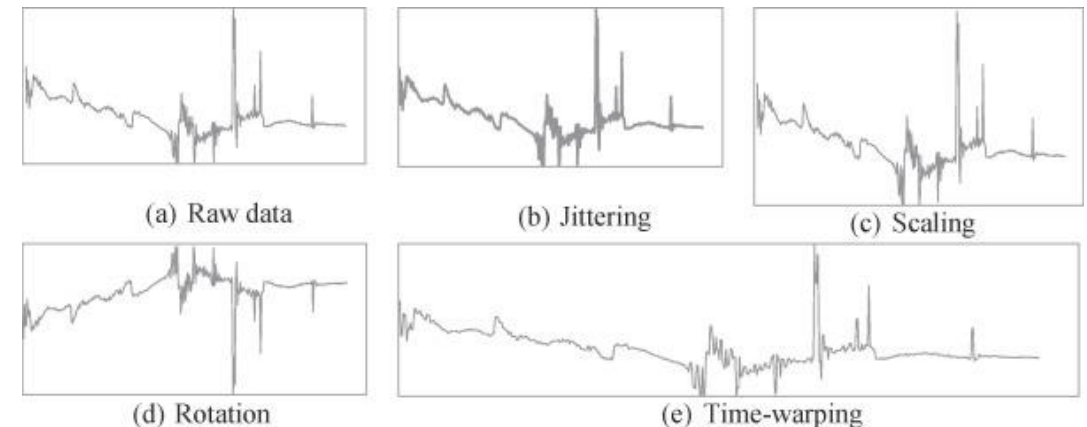 (a) Raw data
(b) Jittering
(c) Scaling
(d) Rotation
(e) Time-warping